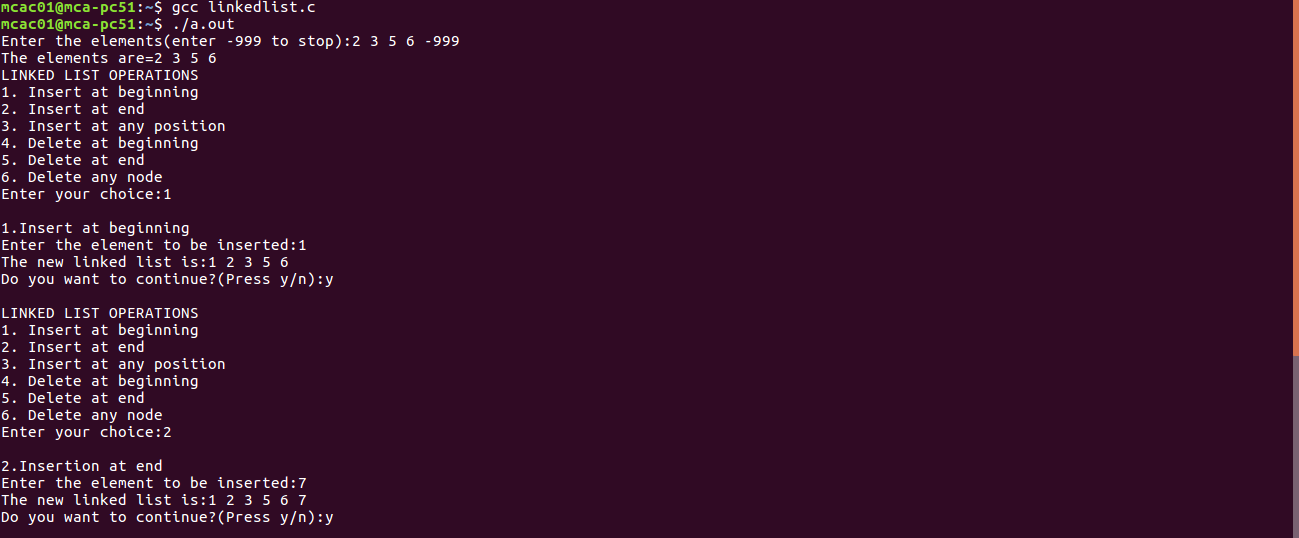 mcac01@mca-pc51:~$ gcc linkedlist.c
mcac01@mca-pc51:~$ ./a.out
Enter the elements(enter -999 to stop):2 3 5 6 -999
The elements are=2 3 5 6
LINKED LIST OPERATIONS
1. Insert at beginning
2. Insert at end
3. Insert at any position
4. Delete at beginning
5. Delete at end
6. Delete any node
Enter your choice:1

1.Insert at beginning
Enter the element to be inserted:1
The new linked list is:1 2 3 5 6
Do you want to continue?(Press y/n):y

LINKED LIST OPERATIONS
1. Insert at beginning
2. Insert at end
3. Insert at any position
4. Delete at beginning
5. Delete at end
6. Delete any node
Enter your choice:2

2.Insertion at end
Enter the element to be inserted:7
The new linked list is:1 2 3 5 6 7
Do you want to continue?(Press y/n):y